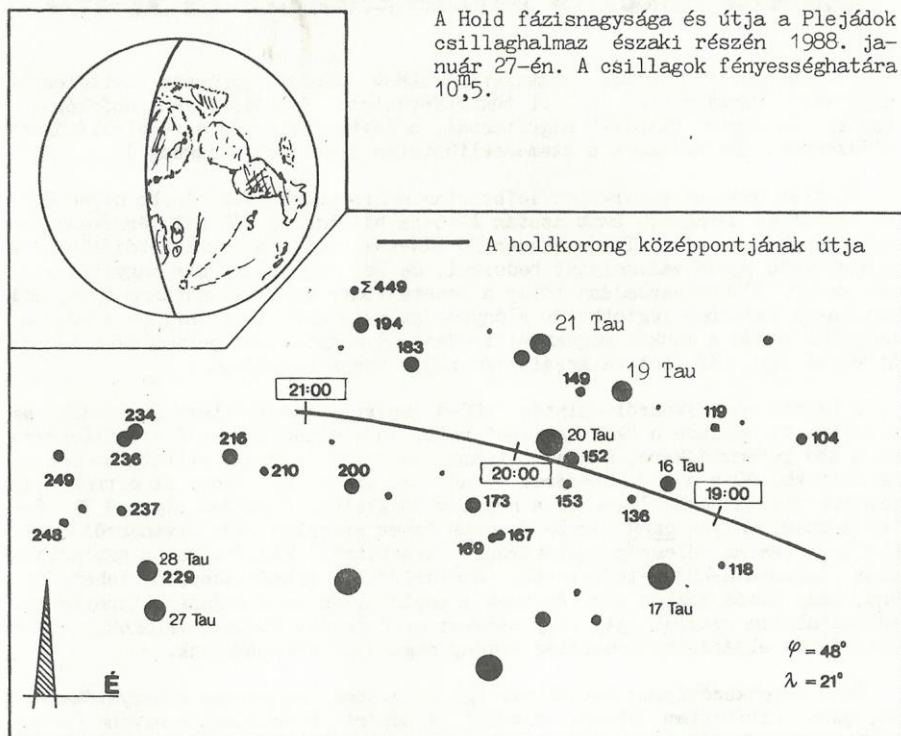 A Hold fázisnagysága és útja a Plejádok
csillaghalmaz északi részén 1988. ja-
nuár 27-én. A csillagok fényességhatára
10ᵐ,5.
A holdkorong középpontjának útja
Σ 449
194
21 Tau
183
19 Tau
149
21:00
119
234
104
216
20 Tau
236
152
20:00
210
200
16 Tau
249
153
19:00
173
136
237
248
169
167
118
28 Tau
229
27 Tau
17 Tau
φ = 48°
É
λ = 21°